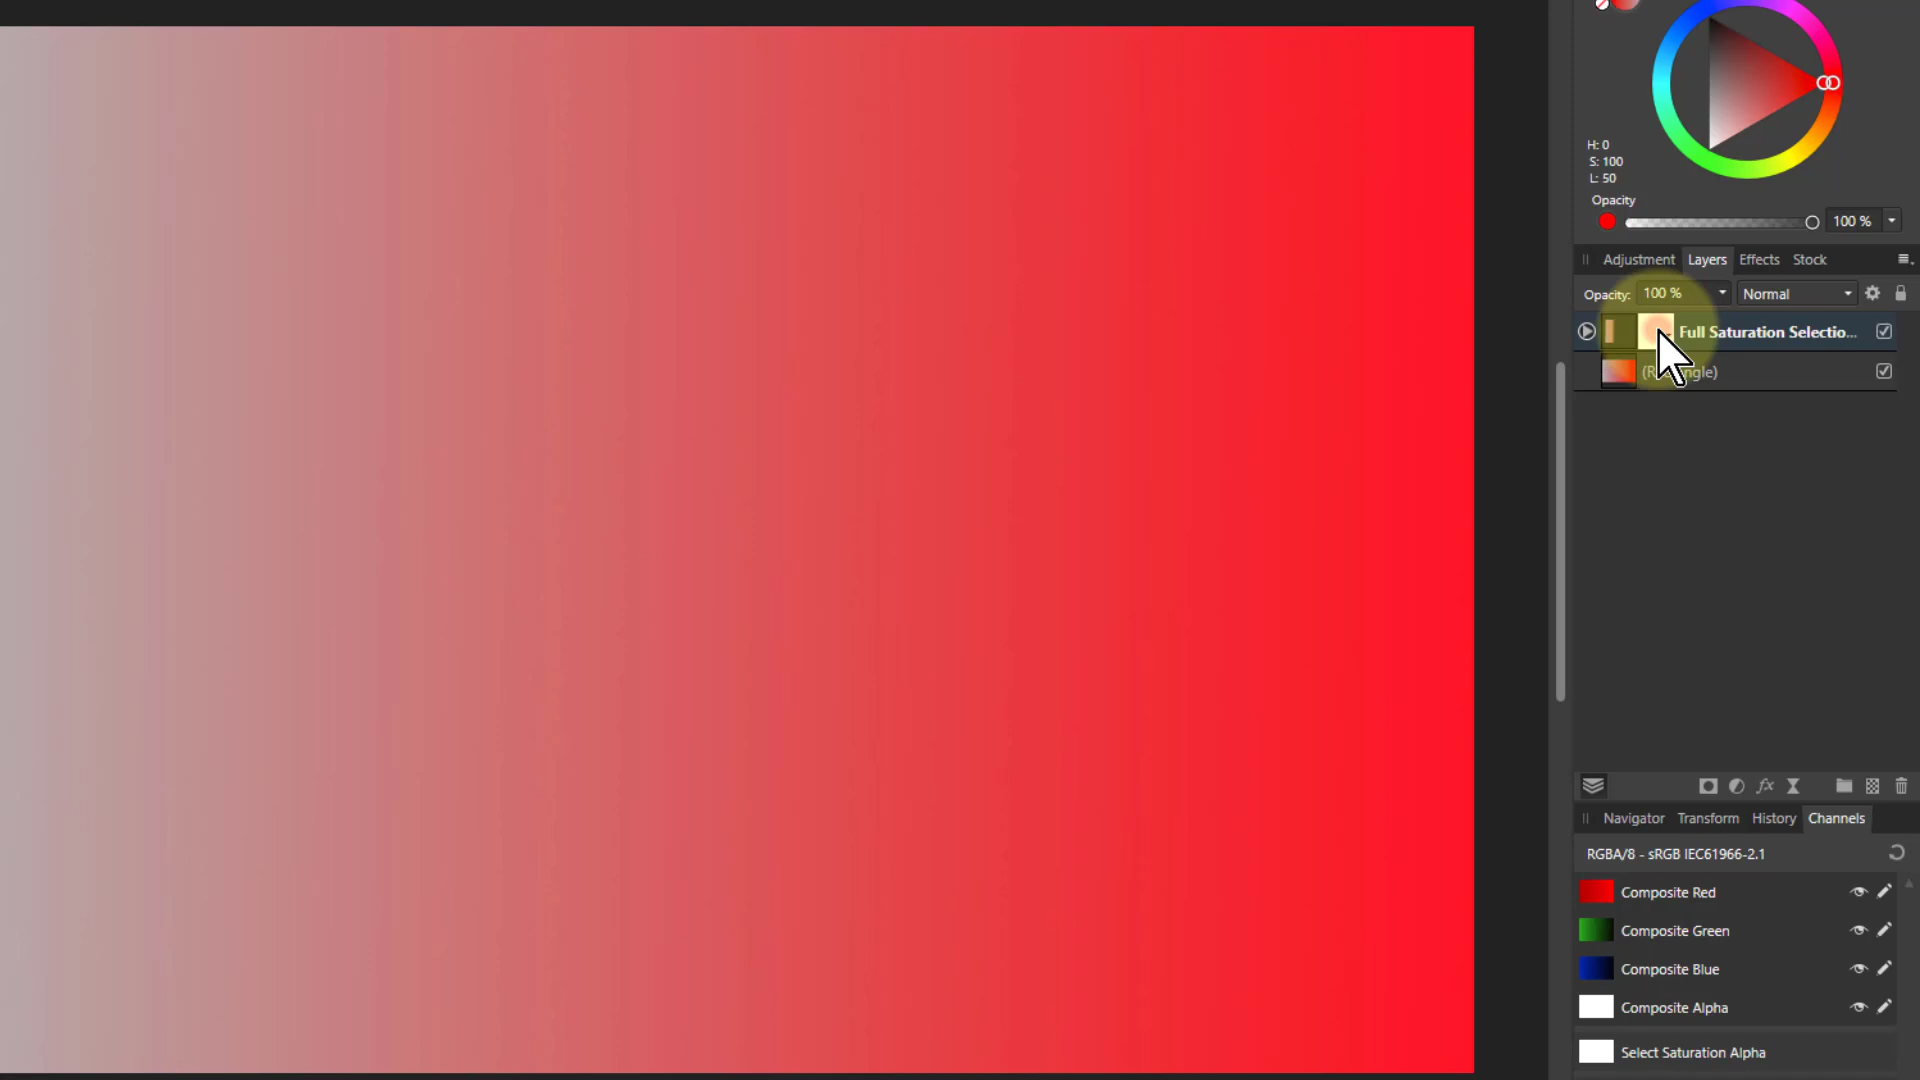 H: 0
S: 100
L: 50
Opacity
100 %
Adjustment Layers Effects Stock
Opacity: 100 % Normal
Full Saturation Selectio...
Navigator Transform History Channels
RGBA/8 - sRGB IEC61966-2.1
Composite Red
Composite Green
Composite Blue
Composite Alpha
Select Saturation Alpha